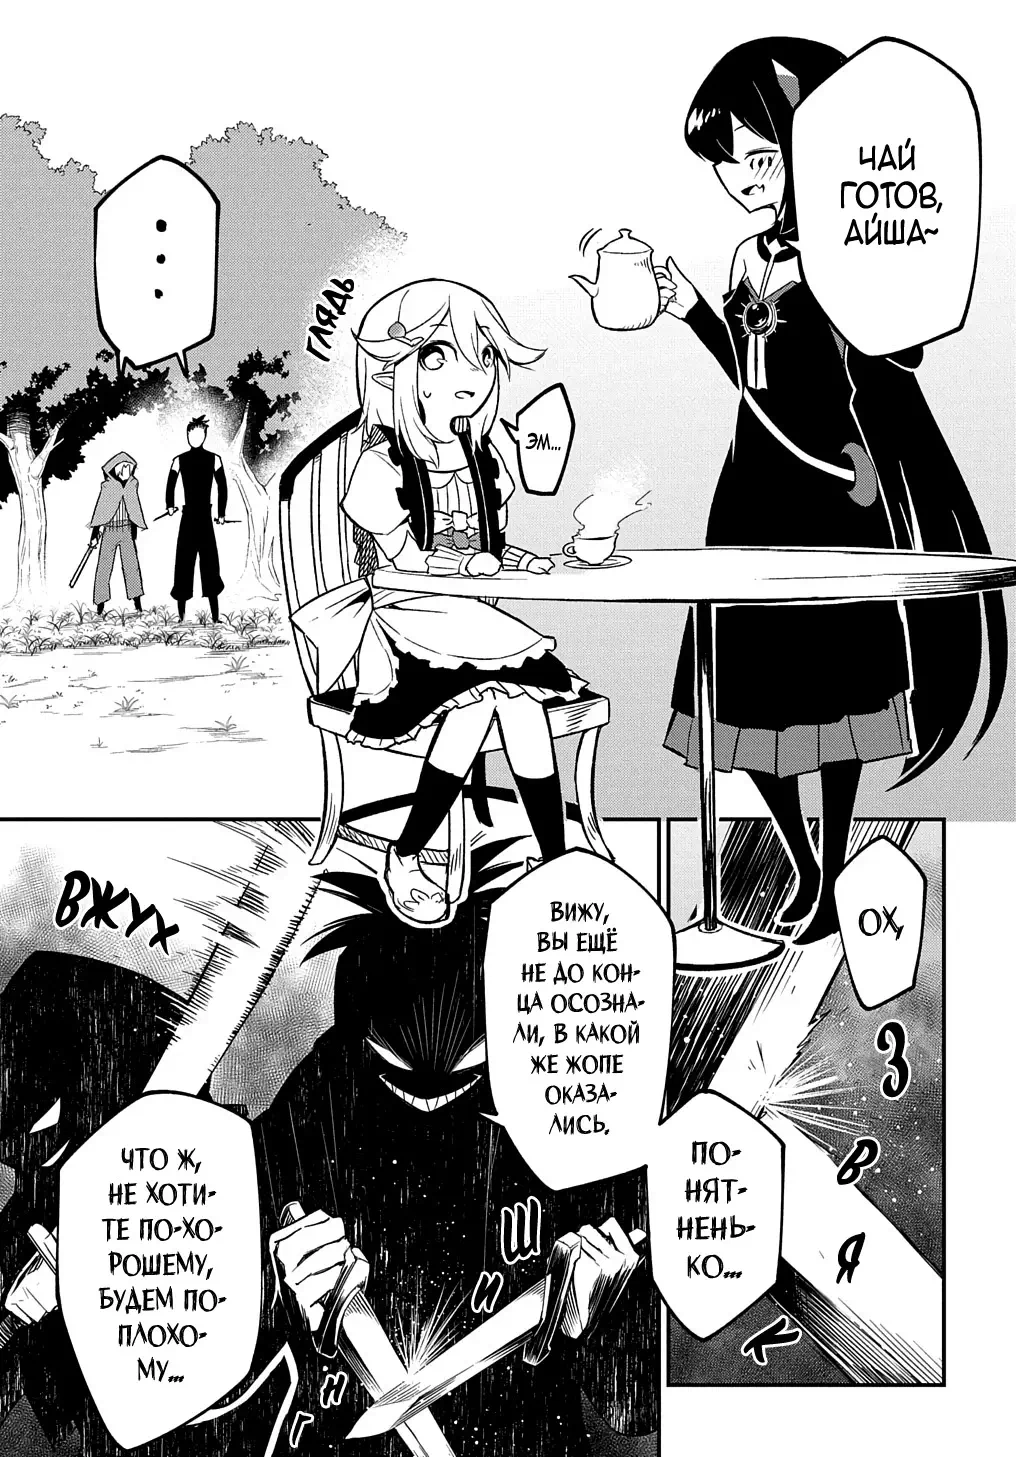 ЧАЙ
ГОТОВ,
АЙША~
ГЛЯДЬ
ЭМ...
...
ОХ,
ЗВЯК
ПО-
НЯТ-
НЕНЬ-
КО...
ВИЖУ,
ВЫ ЕЩЁ
НЕ ДО КОН-
ЦА ОСОЗНА-
ЛИ, В КАКОЙ
ЖЕ ЖОПЕ
ОКАЗА-
ЛИСЬ.
ВЖУХ
ШИНГ
ЧТО Ж,
НЕ ХОТИ-
ТЕ ПО-ХО-
РОШЕМУ,
БУДЕМ ПО-
ПЛОХО-
МУ...